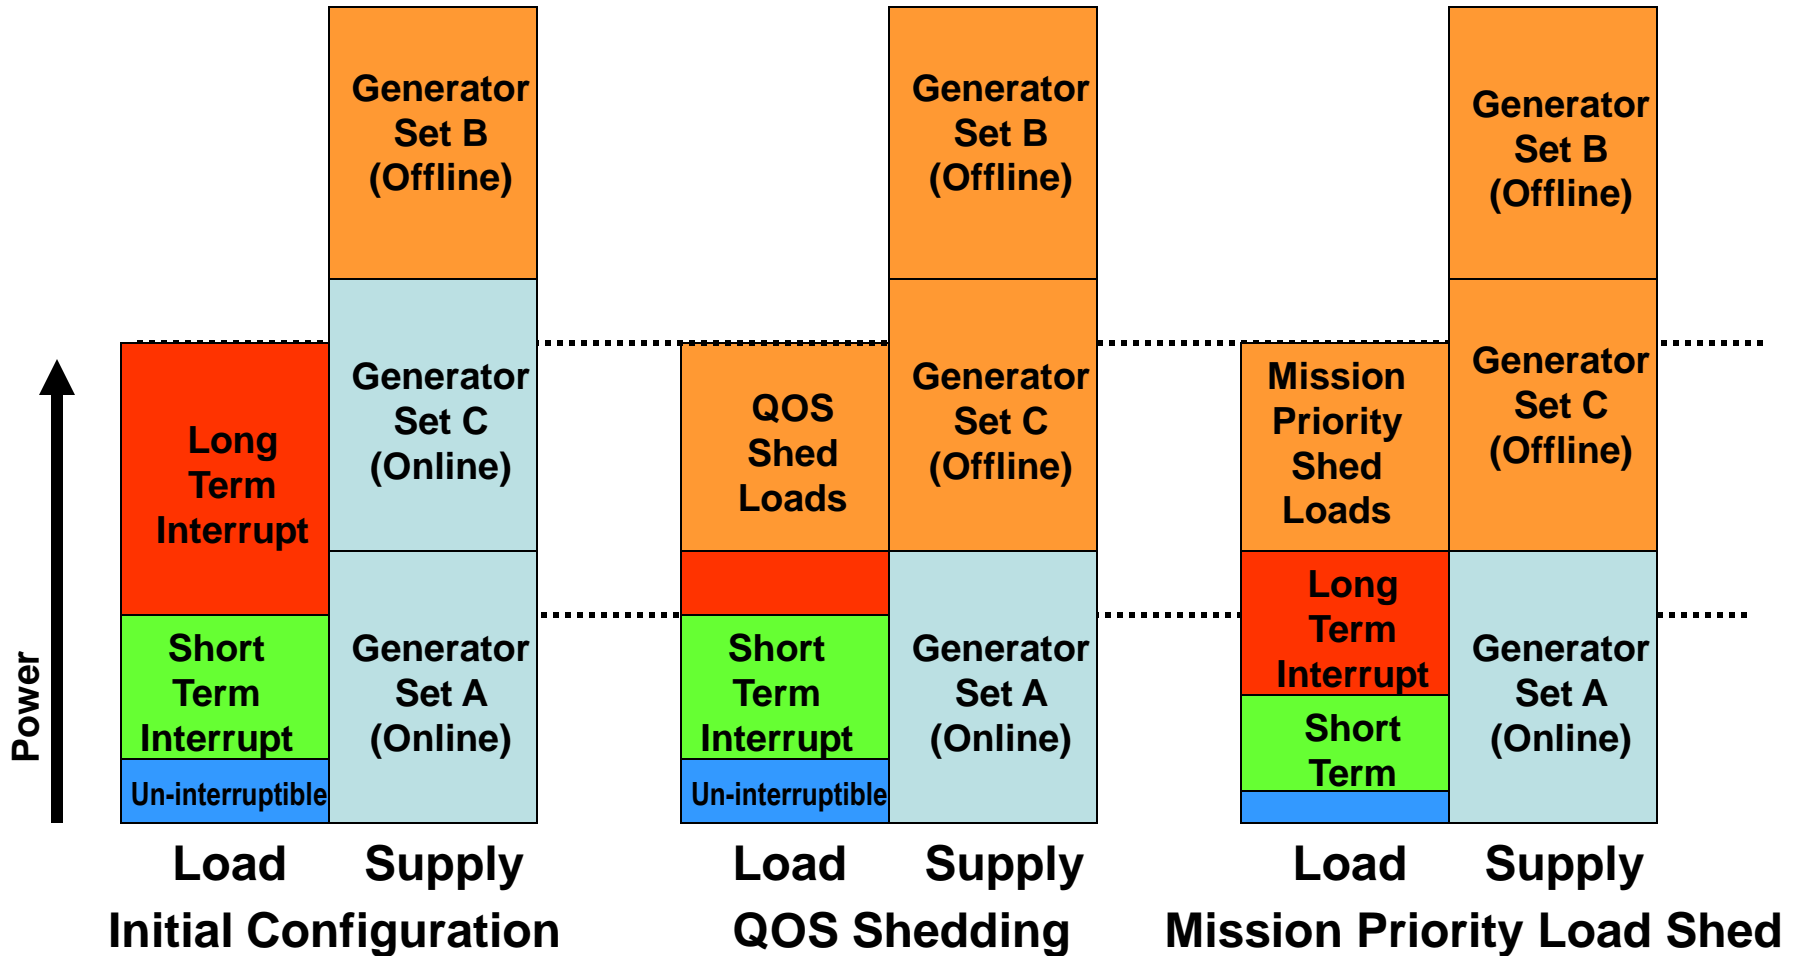 Power
Generator
Set B
(Offline)
Generator
Set C
(Online)
Generator
Set A
(Online)
Long
Term
Interrupt
Short
Term
Interrupt
Un-interruptible
Load
Supply
Initial Configuration
Generator
Set B
(Offline)
Generator
Set C
(Offline)
Generator
Set A
(Online)
QOS
Shed
Loads
Short
Term
Interrupt
Un-interruptible
Load
Supply
QOS Shedding
Generator
Set B
(Offline)
Generator
Set C
(Offline)
Generator
Set A
(Online)
Mission
Priority
Shed
Loads
Long
Term
Interrupt
Short
Term
Load
Supply
Mission Priority Load Shed